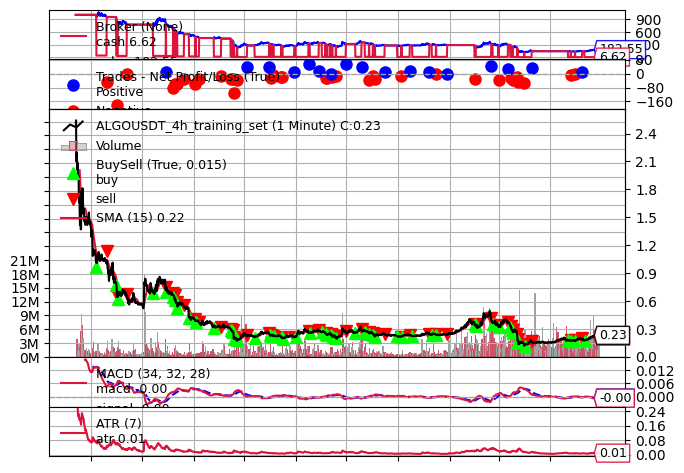 Broker (None)
cash 6.62
900
600
300
182.55
6.62
Trades - Net Profit/Loss (True)
Positive
Negative
80
0
−80
−160
ALGOUSDT_4h_training_set (1 Minute) C:0.23
Volume
BuySell (True, 0.015)
buy
sell
SMA (15) 0.22
2.4
2.1
1.8
1.5
1.2
0.9
0.6
0.3
0.0
0.23
21M
18M
15M
12M
9M
6M
3M
0M
MACD (34, 32, 28)
macd -0.00
signal -0.00
0.012
0.006
0.000
-0.00
ATR (7)
atr 0.01
0.24
0.16
0.08
0.00
0.01